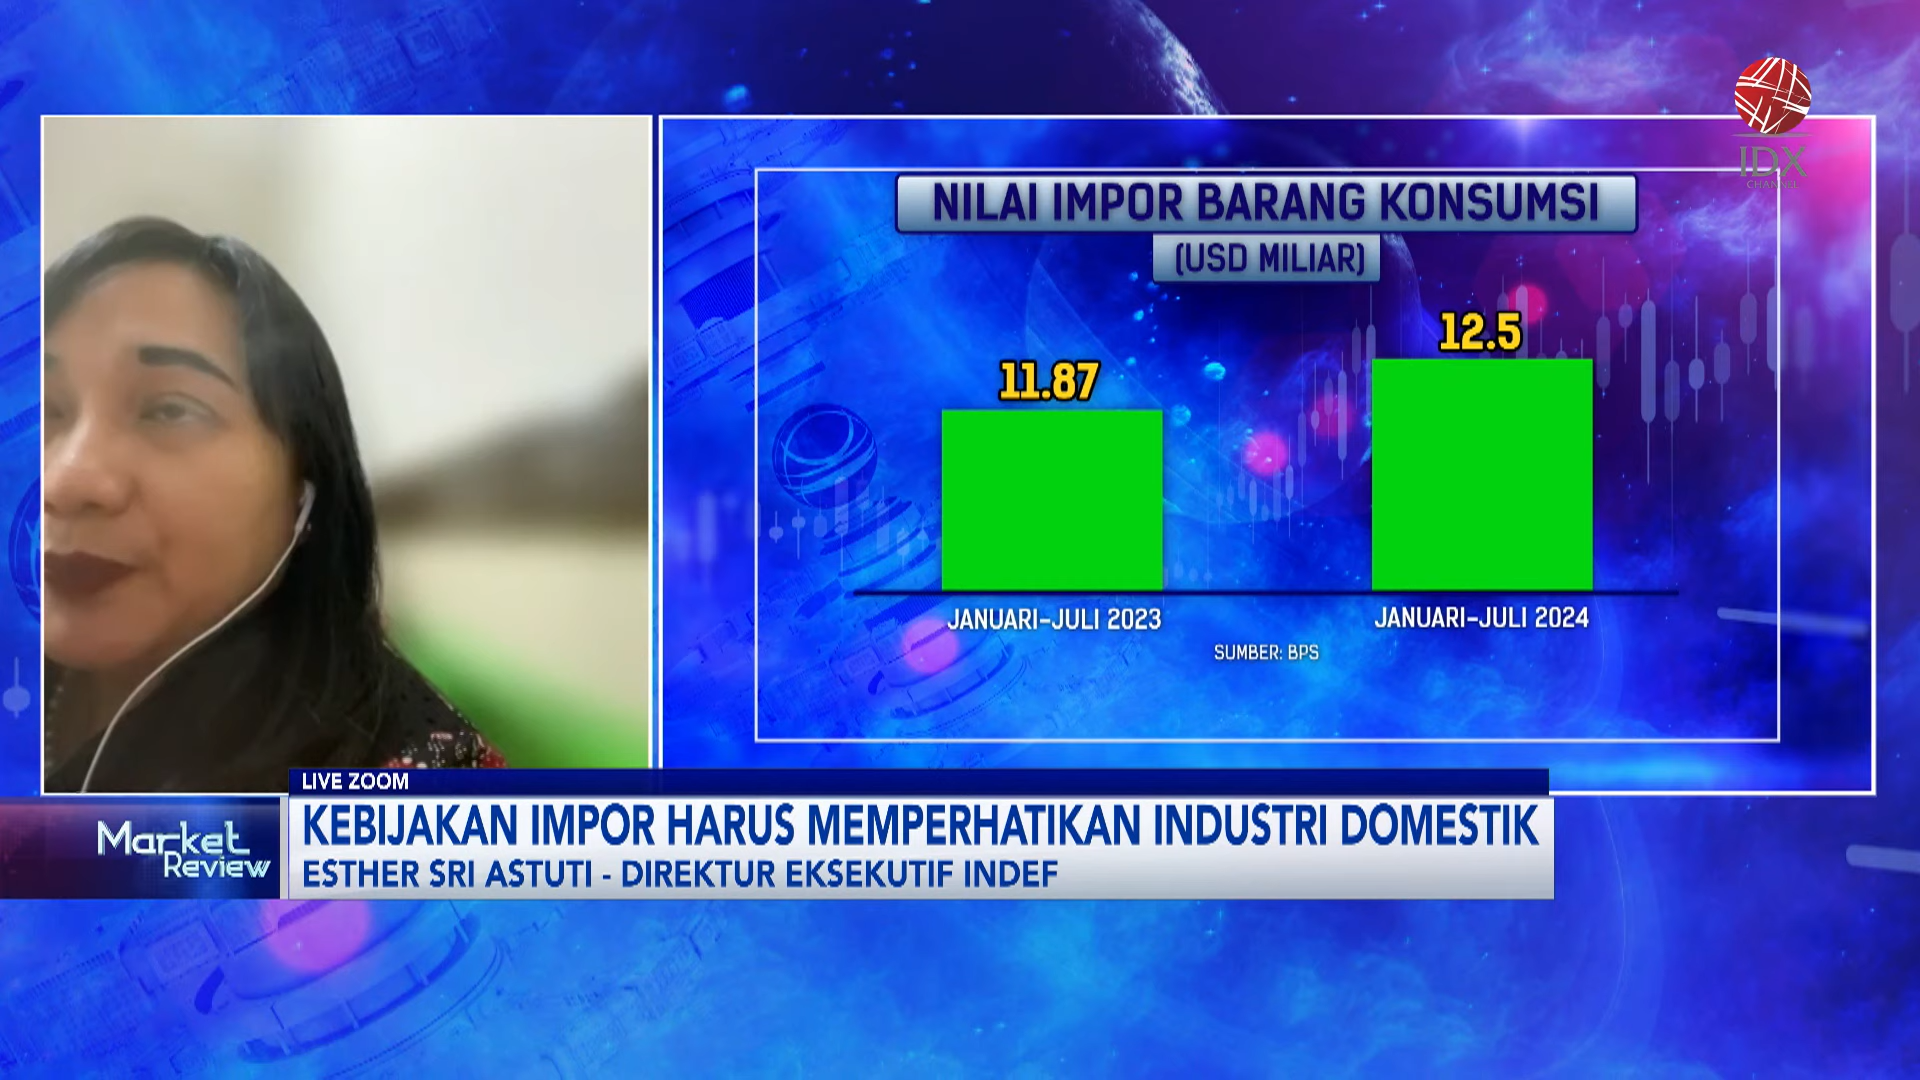 IDX
CHANNEL
NILAI IMPOR BARANG KONSUMSI
(USD MILIAR)
11.87
12.5
JANUARI-JULI 2023
JANUARI-JULI 2024
SUMBER: BPS
LIVE ZOOM
KEBIJAKAN IMPOR HARUS MEMPERHATIKAN INDUSTRI DOMESTIK
ESTHER SRI ASTUTI - DIREKTUR EKSEKUTIF INDEF
Market
Review